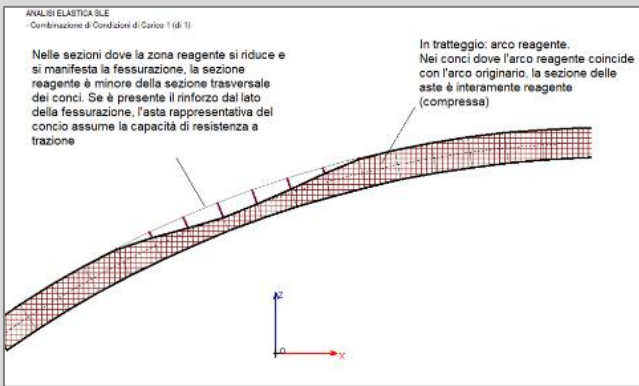 ANALISI ELASTICA SLE
- Combinazione di Condizioni di Carico 1 (di 1)
Nelle sezioni dove la zona reagente si riduce e
si manifesta la fessurazione, la sezione
reagente è minore della sezione trasversale
dei conci. Se è presente il rinforzo dal lato
della fessurazione, l'asta rappresentativa del
concio assume la capacità di resistenza a
trazione
In tratteggio: arco reagente.
Nei conci dove l'arco reagente coincide
con l'arco originario, la sezione delle
aste è interamente reagente
(compressa)
Z
O
X